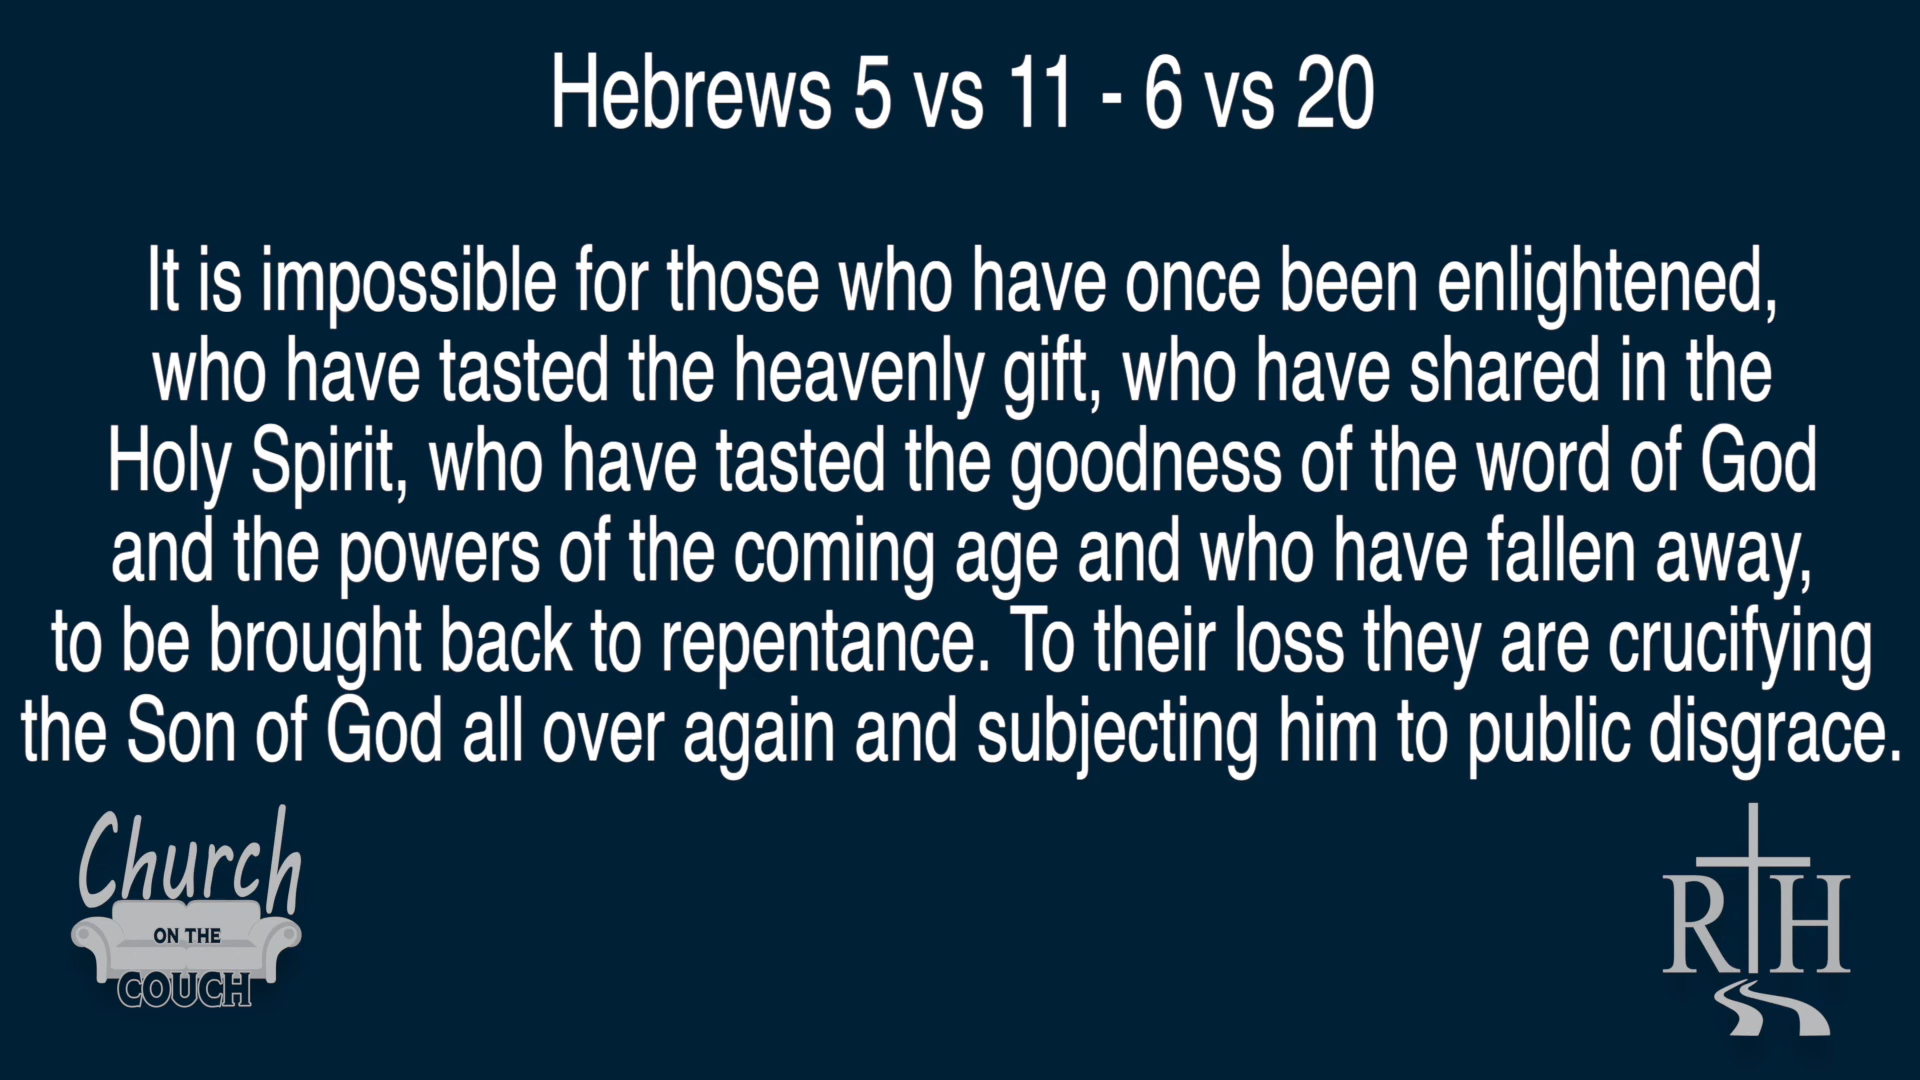 Hebrews 5 vs 11 - 6 vs 20
It is impossible for those who have once been enlightened,
who have tasted the heavenly gift, who have shared in the
Holy Spirit, who have tasted the goodness of the word of God
and the powers of the coming age and who have fallen away,
to be brought back to repentance. To their loss they are crucifying
the Son of God all over again and subjecting him to public disgrace.
Church
ON THE
COUCH
RTH